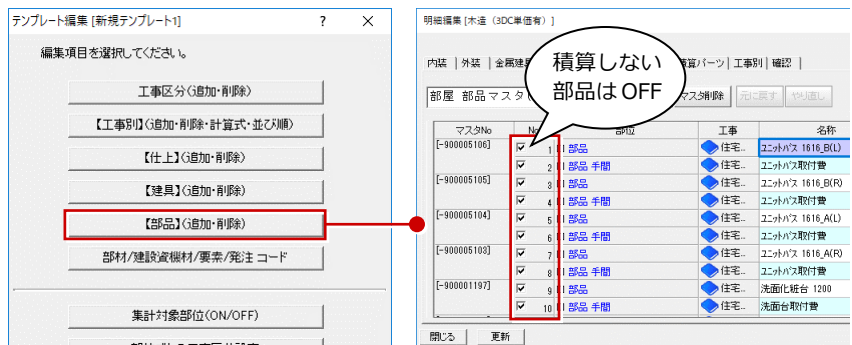 テンプレート編集 [新規テンプレート1] ? ×
編集項目を選択してください。
工事区分(追加・削除)
【工事別】(追加・削除・計算式・並び順)
【仕上】(追加・削除)
【建具】(追加・削除)
【部品】(追加・削除)
部材/建設資機材/要素/発注 コード
集計対象部位(ON/OFF)
明細編集 [木造 (3DC単価有) ]
内装 | 外装 | 金属建
積算しない
部品は OFF
算パーツ | 工事別 | 確認 |
部屋 部品マスタ
マスタ削除 元に戻す やり直し
マスタNo No 部位 工事 名称
[-900005106] 1 部品 住宅.. ユニットバス 1616_B(L)
2 部品 手間 住宅.. ユニットバス取付費
[-900005105] 3 部品 住宅.. ユニットバス 1616_B(R)
4 部品 手間 住宅.. ユニットバス取付費
[-900005104] 5 部品 住宅.. ユニットバス 1616_A(L)
6 部品 手間 住宅.. ユニットバス取付費
[-900005103] 7 部品 住宅.. ユニットバス 1616_A(R)
8 部品 手間 住宅.. ユニットバス取付費
[-900001197] 9 部品 住宅.. 洗面化粧台 1200
10 部品 手間 住宅.. 洗面台取付費
閉じる 更新